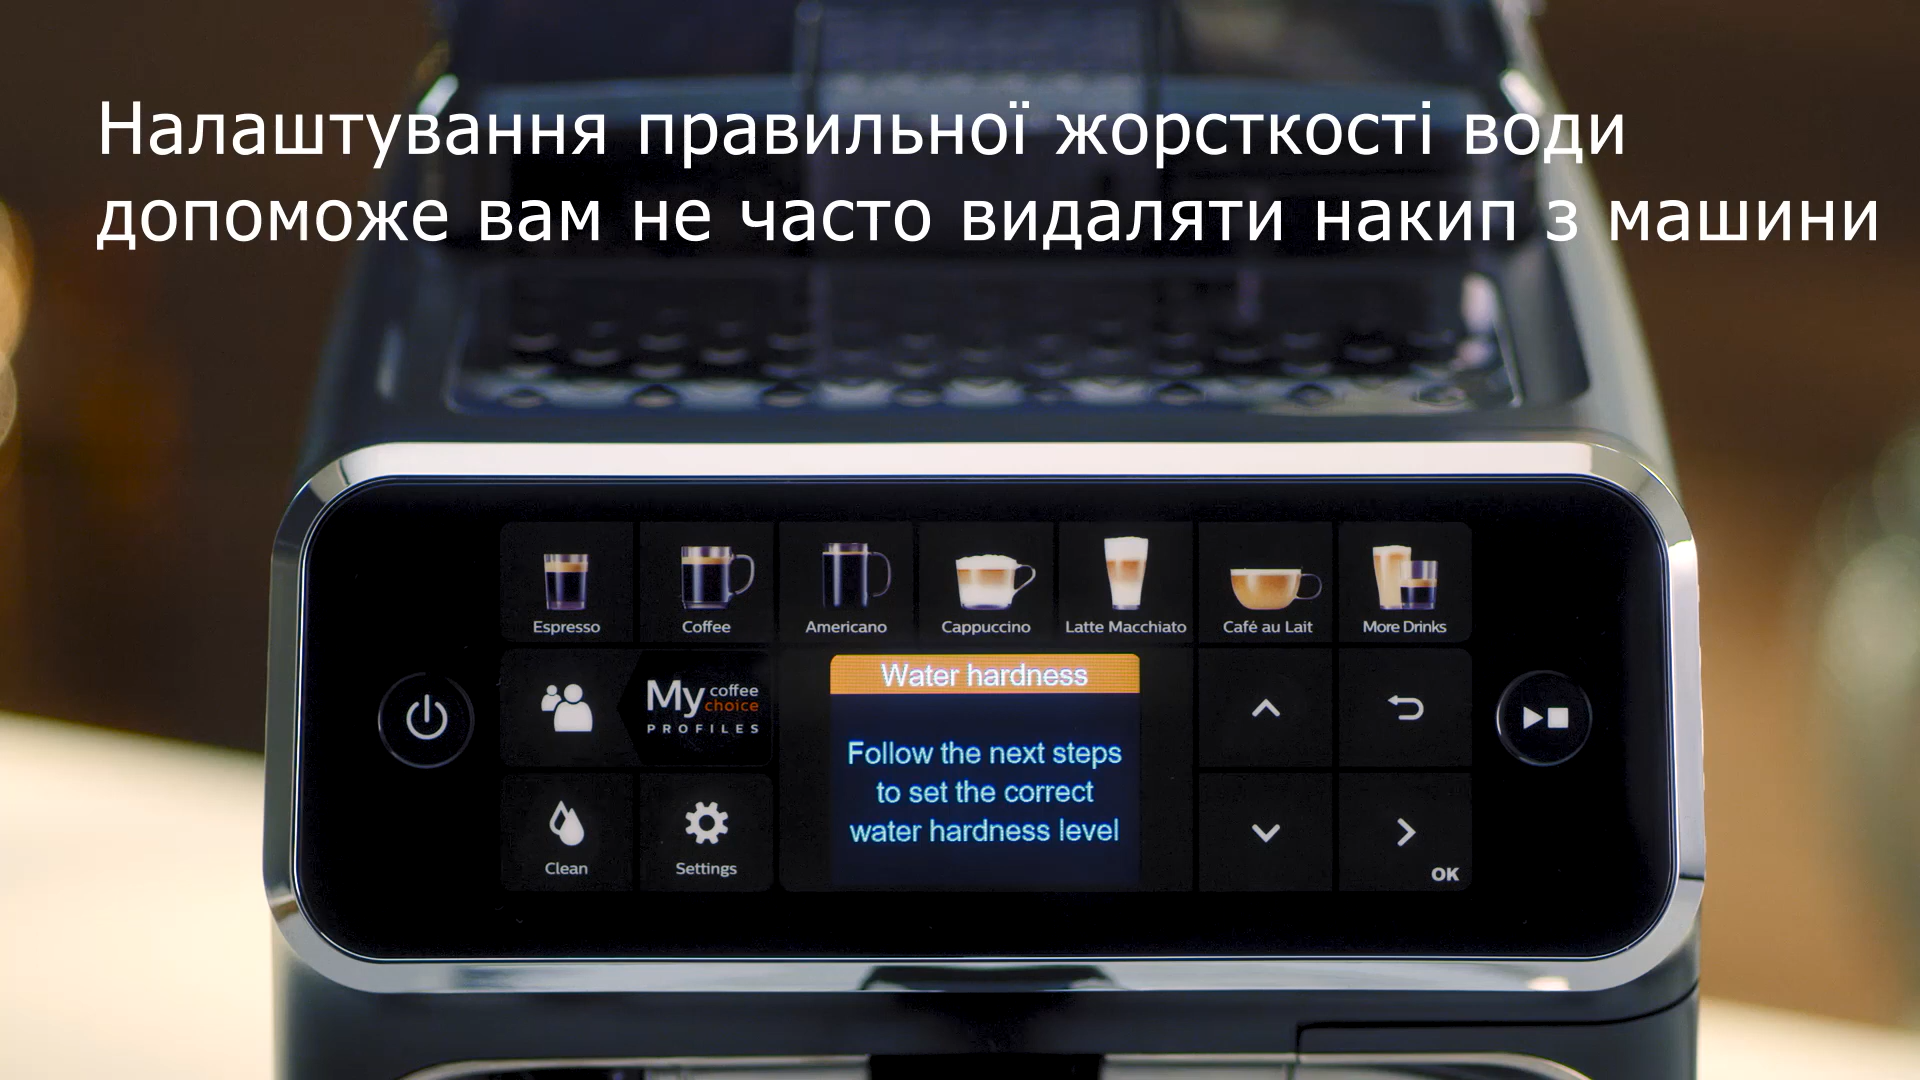 Налаштування правильної жорсткості води
допоможе вам не часто видаляти накип з машини
Espresso
Coffee
Americano
Cappuccino
Latte Macchiato
Café au Lait
More Drinks
My coffee choice
PROFILES
Water hardness
Follow the next steps
to set the correct
water hardness level
Clean
Settings
OK